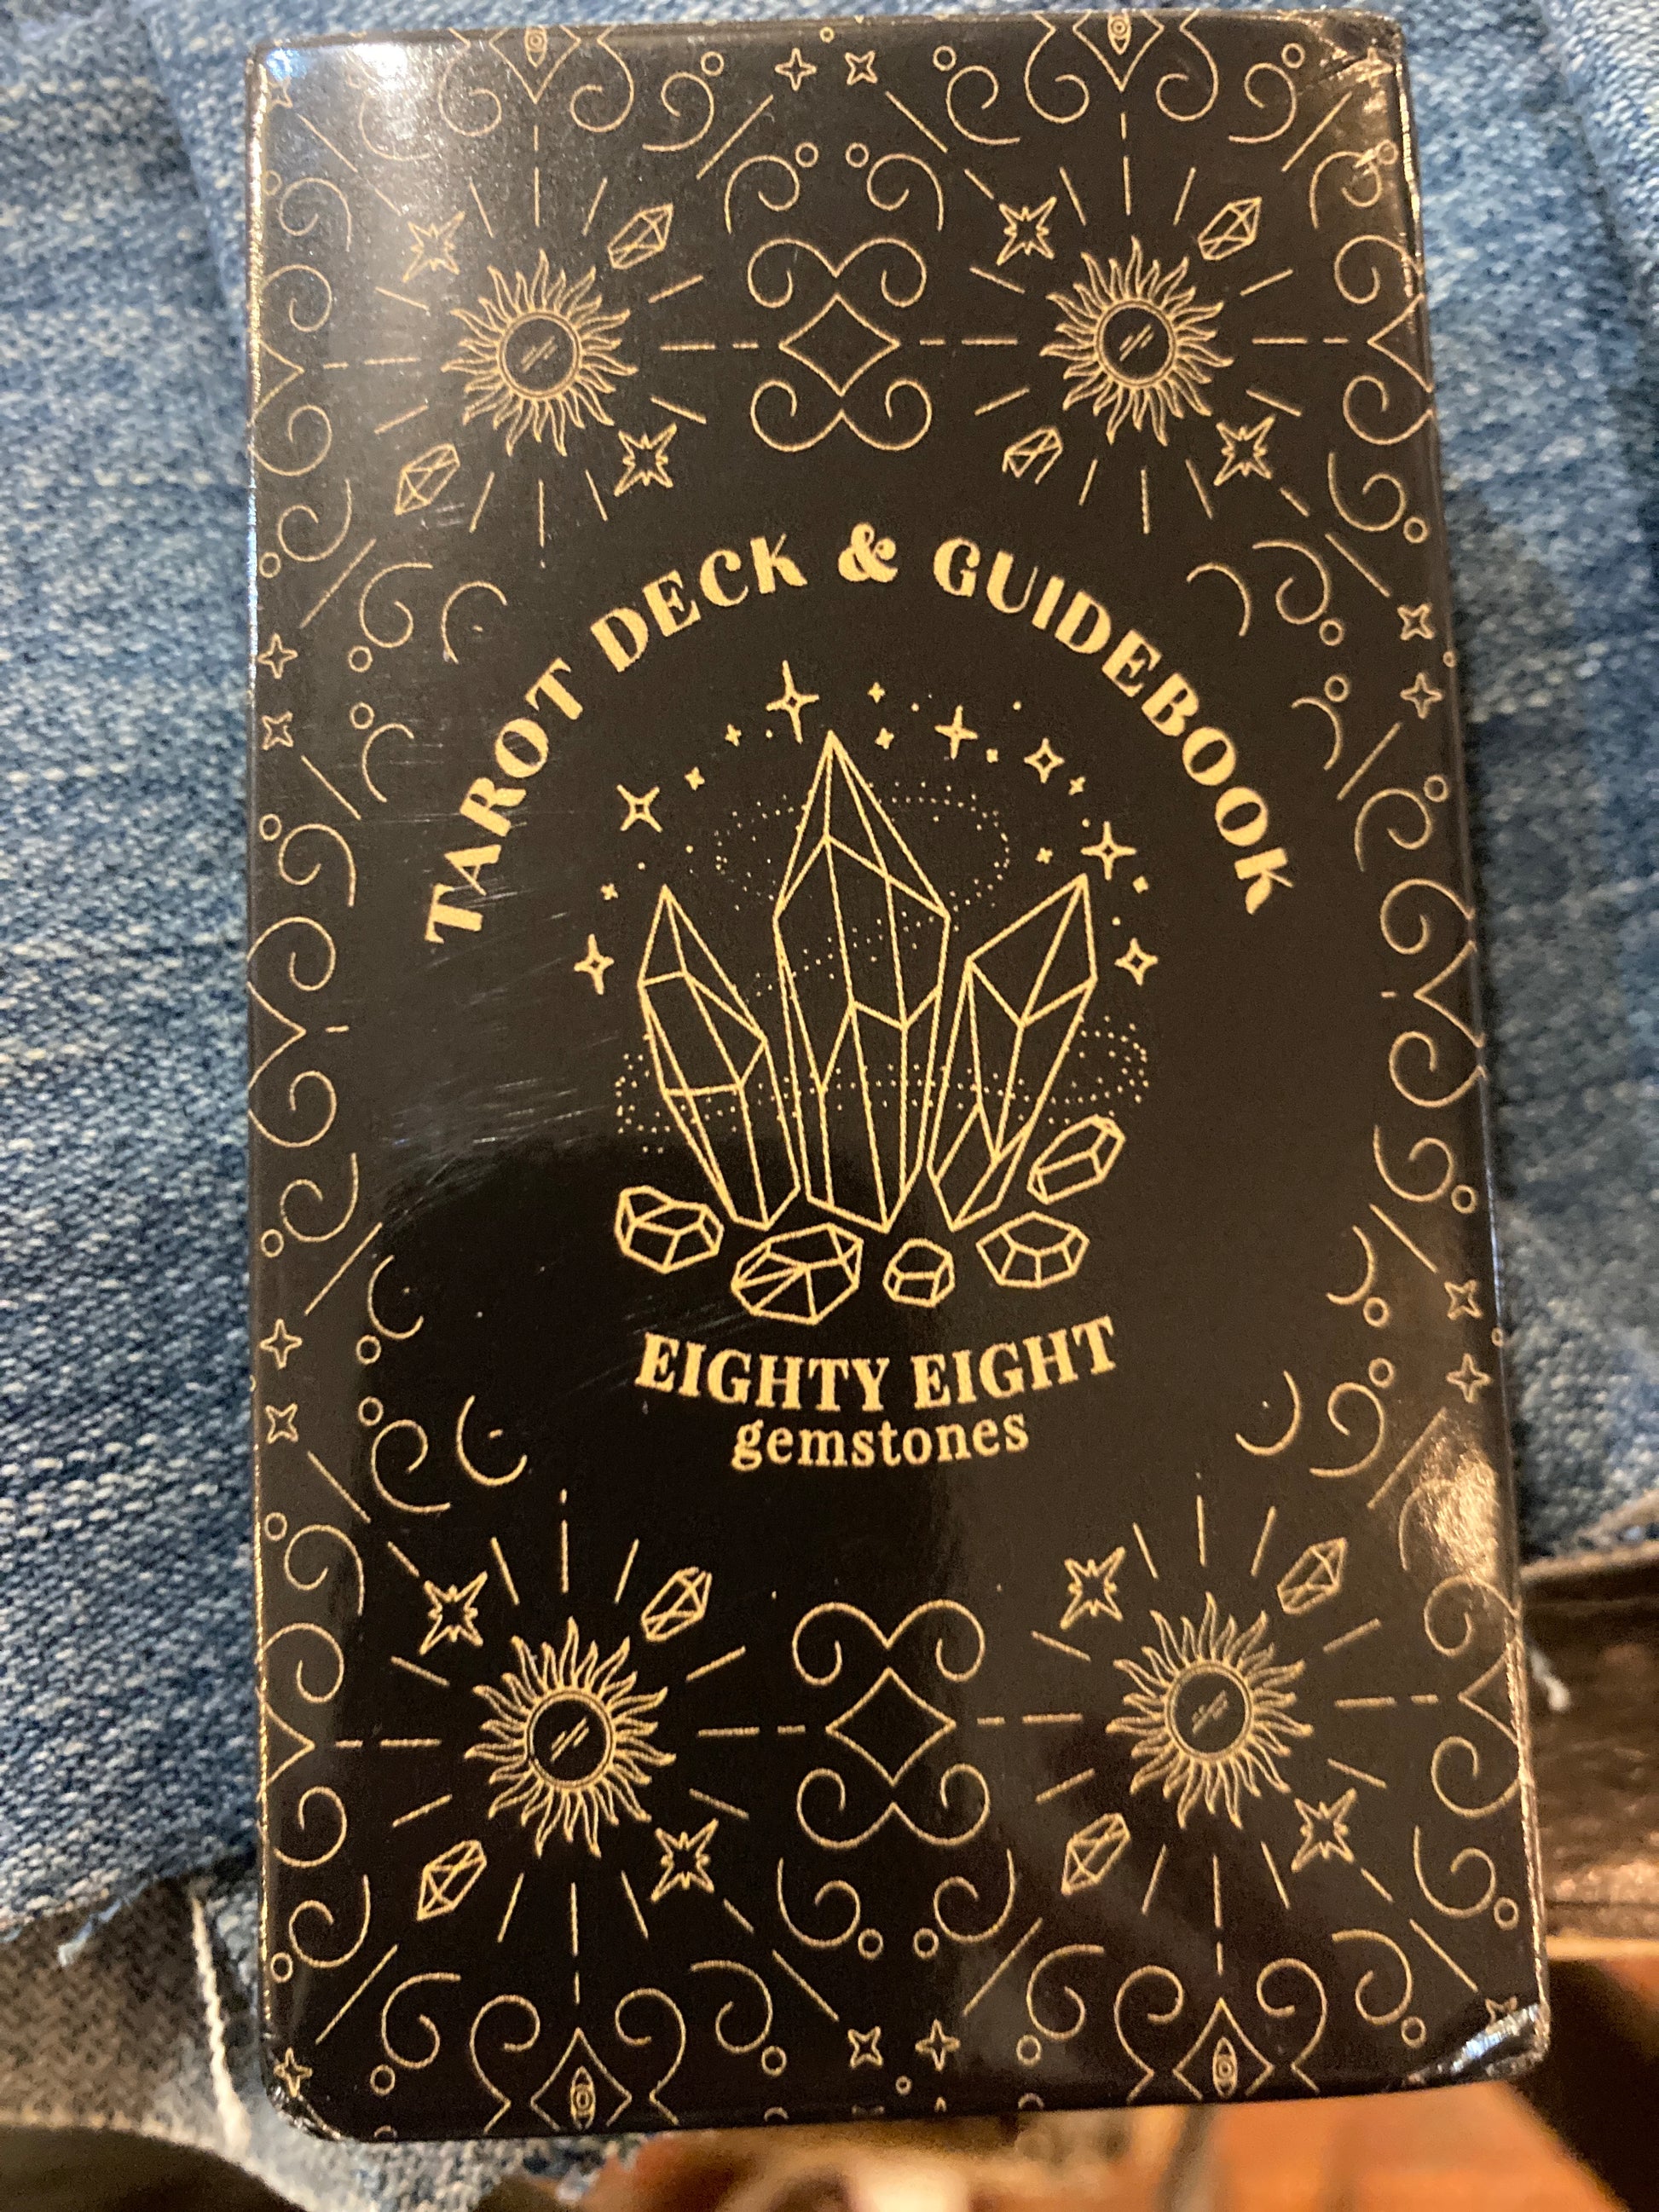 TAROT DECK & GUIDEBOOK
EIGHTY EIGHT
gemstones